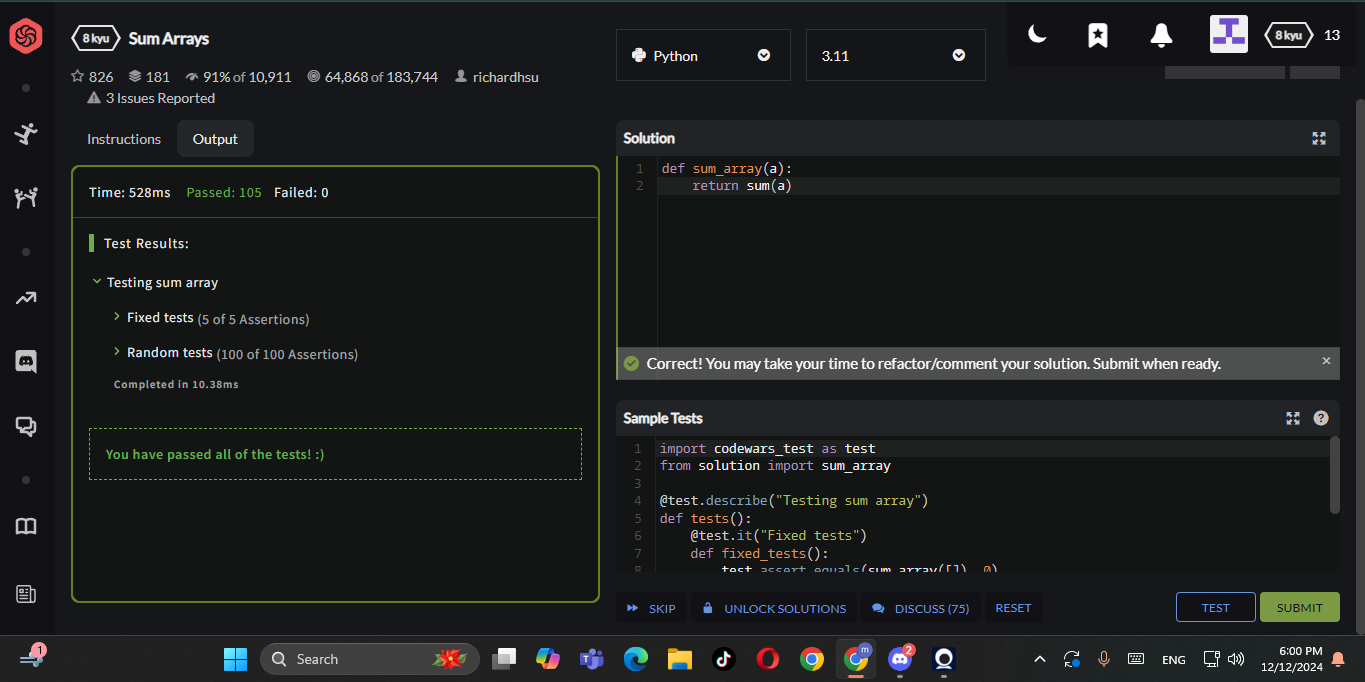 8 kyu Sum Arrays
826 181 91% of 10,911 64,868 of 183,744 richardhsu
3 Issues Reported
Instructions Output
Time: 528ms Passed: 105 Failed: 0
Test Results:
Testing sum array
Fixed tests (5 of 5 Assertions)
Random tests (100 of 100 Assertions)
Completed in 10.38ms
You have passed all of the tests! :)
Python 3.11
8 kyu 13
Solution
1 def sum_array(a):
2 return sum(a)
Correct! You may take your time to refactor/comment your solution. Submit when ready. ×
Sample Tests ?
1 import codewars_test as test
2 from solution import sum_array
3
4 @test.describe("Testing sum array")
5 def tests():
6 @test.it("Fixed tests")
7 def fixed_tests():
8 test.assert_equals(sum_array([]), 0)
SKIP UNLOCK SOLUTIONS DISCUSS (75) RESET TEST SUBMIT
1 Search m 2 ENG 6:00 PM
12/12/2024